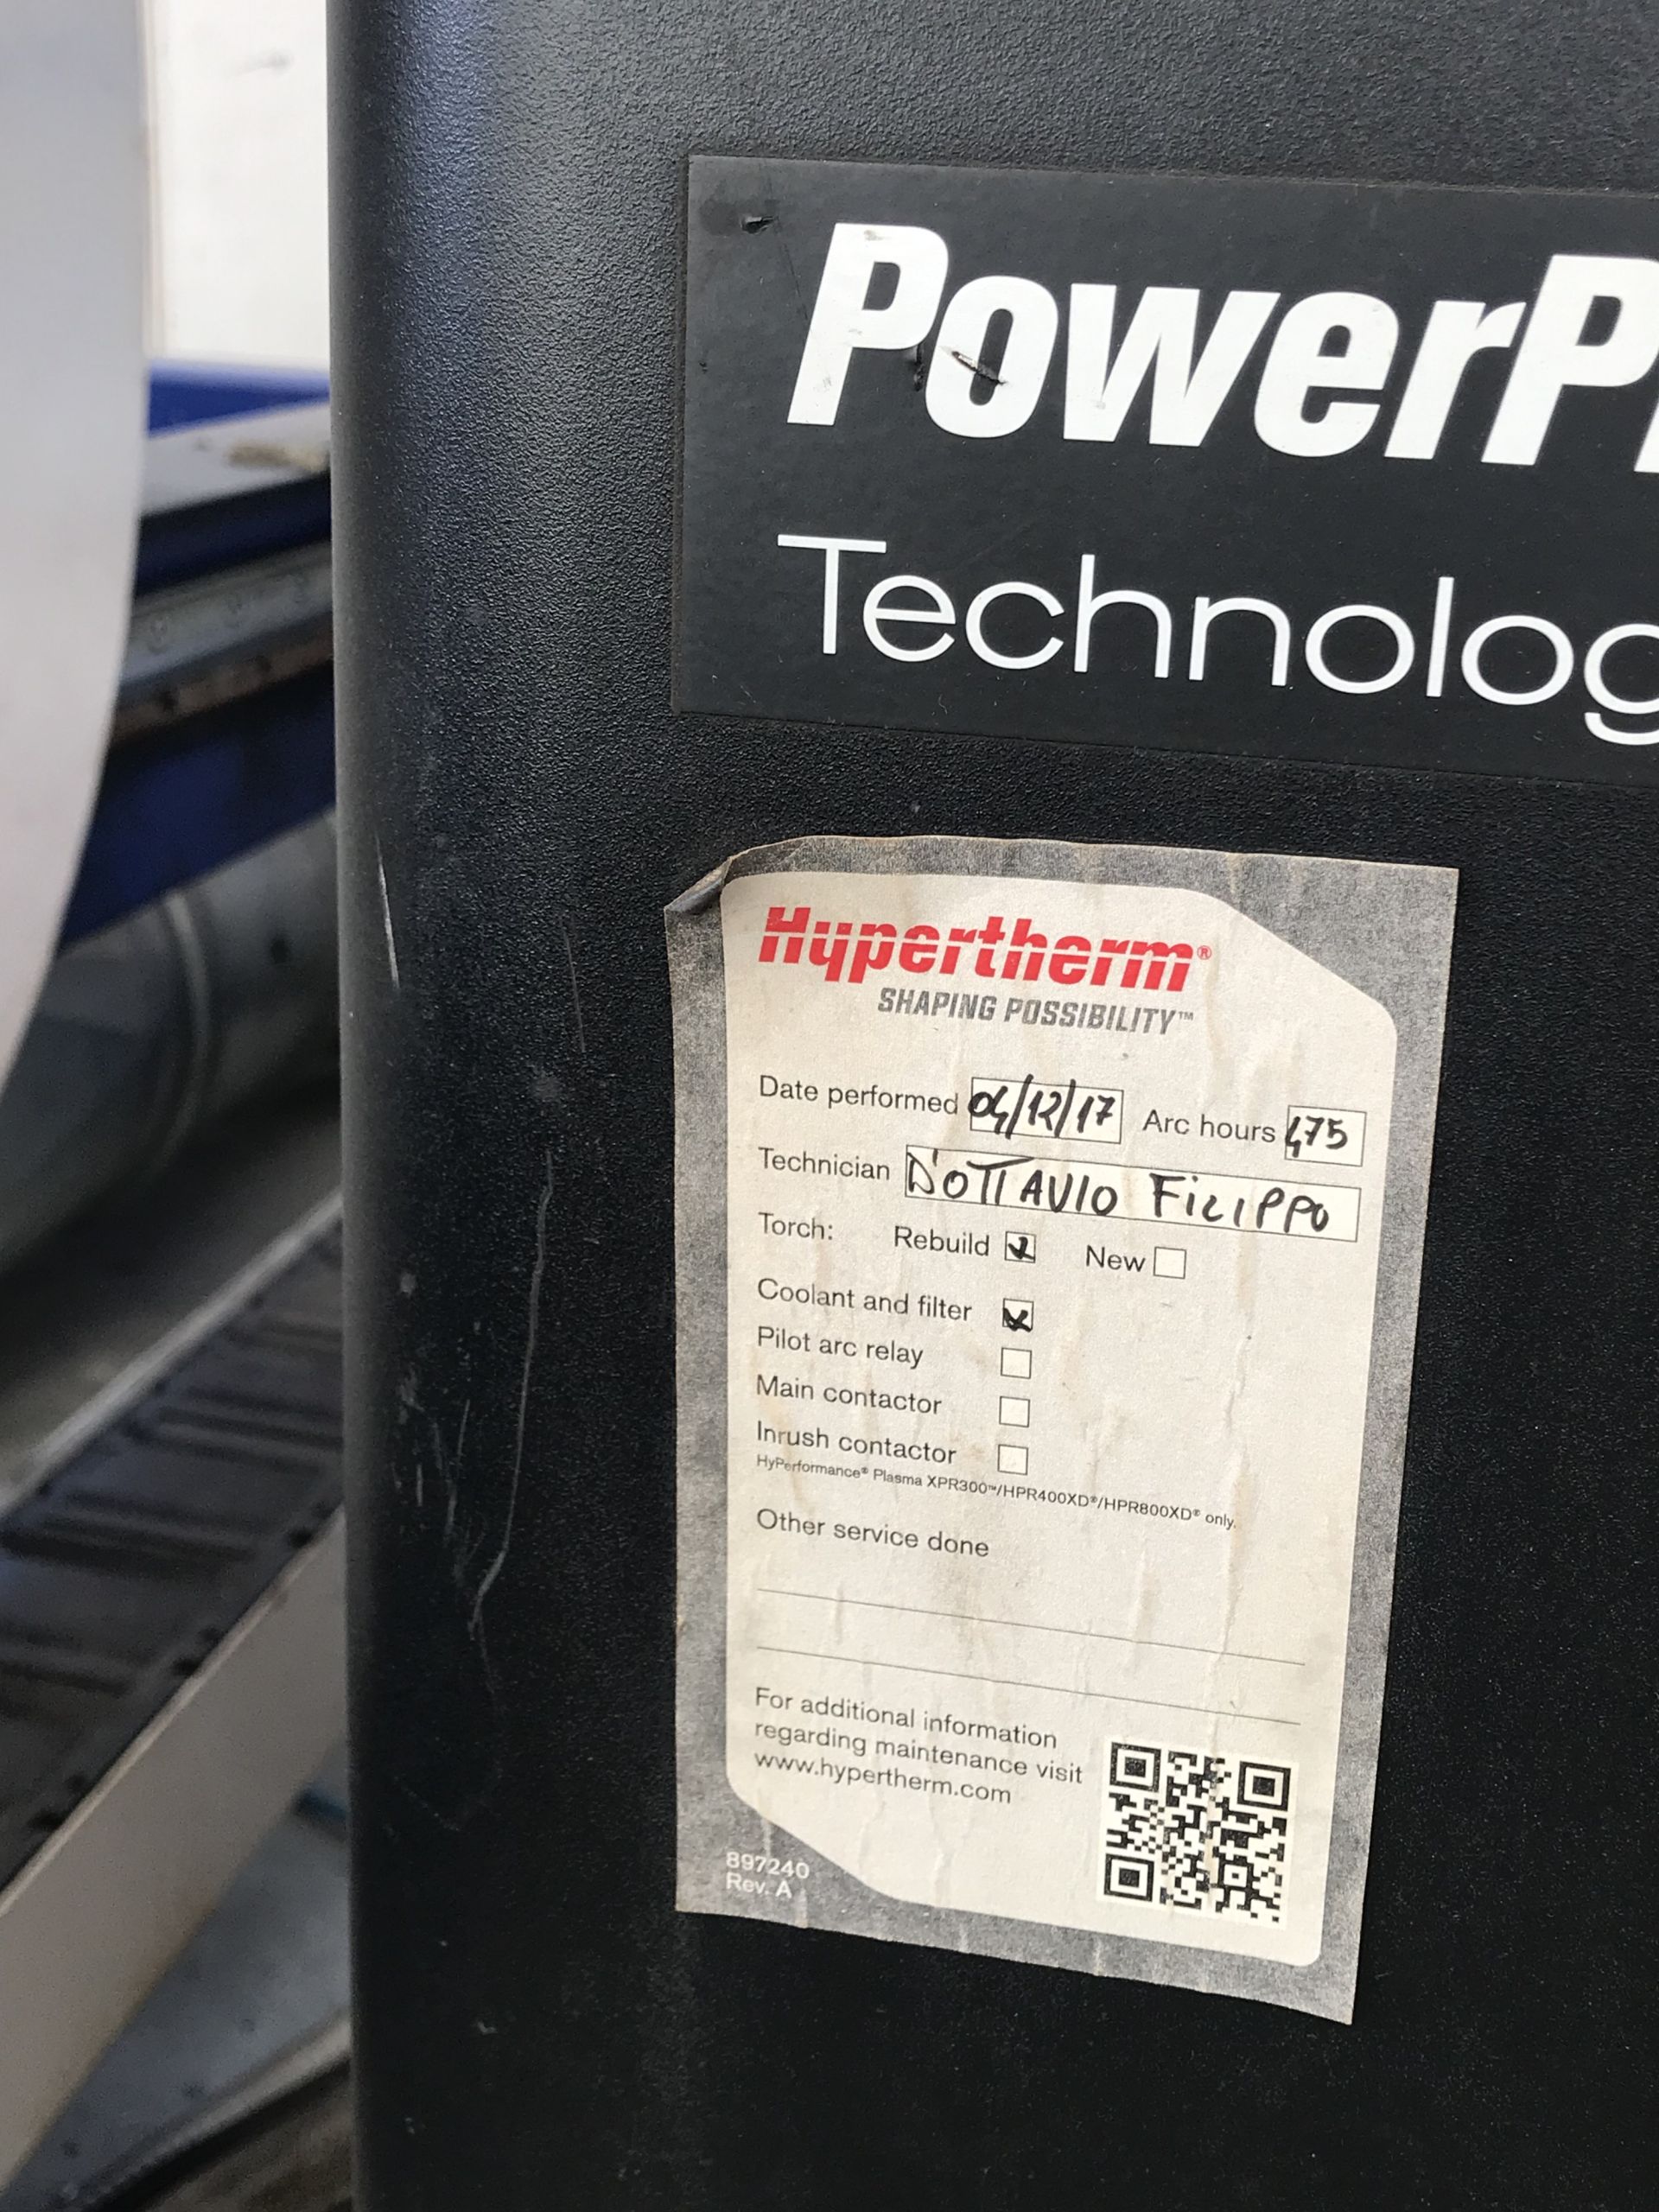 PowerP
Technolog
Hypertherm®
SHAPING POSSIBILITY™
Date performed 04/12/17 Arc hours 475
Technician D'OTTAVIO FILIPPO
Torch: Rebuild New
Coolant and filter
Pilot arc relay
Main contactor
Inrush contactor
HyPerformance® Plasma XPR300™/HPR400XD®/HPR800XD® only.
Other service done
For additional information
regarding maintenance visit
www.hypertherm.com
897240
Rev. A